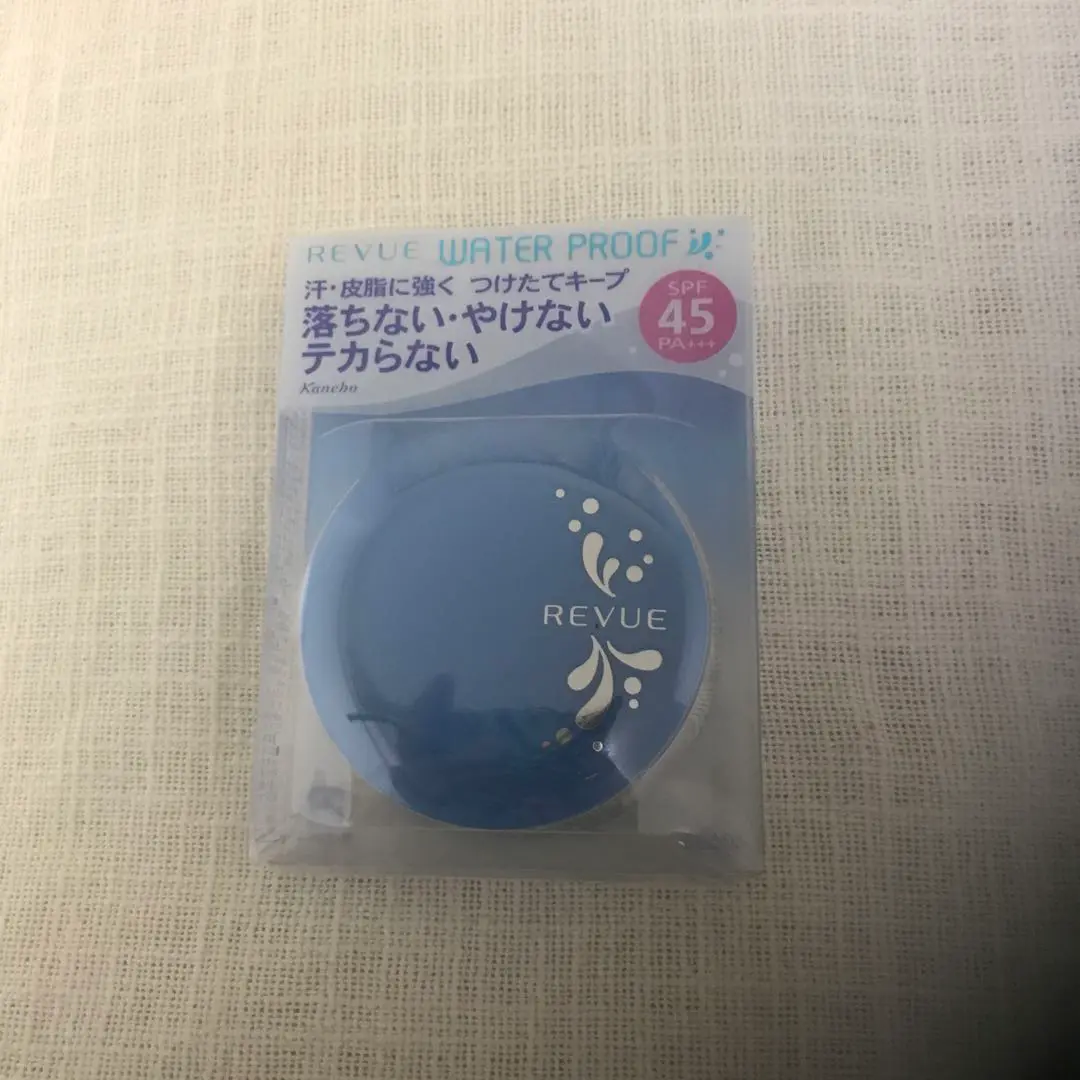 REVUE WATER PROOF
汗・皮脂に強く つけたてキープ
落ちない・やけない
テカらない
Kanebo
SPF
45
PA+++
REVUE